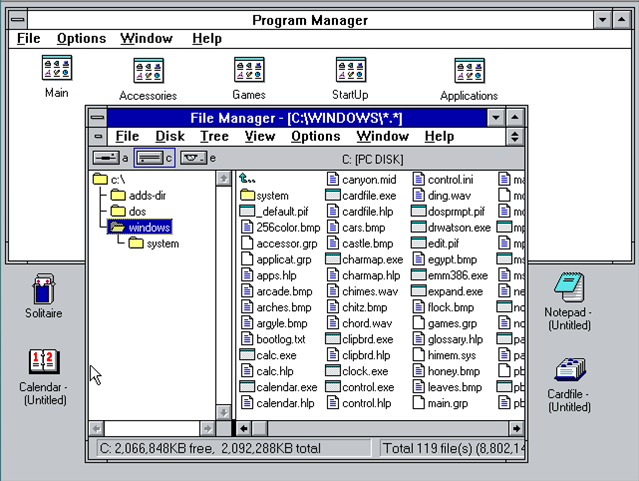 Program Manager
File Options Window Help
Main Accessories Games StartUp Applications
File Manager - [C:\WINDOWS\*.*]
File Disk Tree View Options Window Help
a c e C: [PC DISK]
c:\
adds-dir
dos
windows
system
..
system
_default.pif
256color.bmp
accessor.grp
applicat.grp
apps.hlp
arcade.bmp
arches.bmp
argyle.bmp
bootlog.txt
calc.exe
calc.hlp
calendar.exe
calendar.hlp
canyon.mid
cardfile.exe
cardfile.hlp
cars.bmp
castle.bmp
charmap.exe
charmap.hlp
chimes.wav
chitz.bmp
chord.wav
clipbrd.exe
clipbrd.hlp
clock.exe
control.exe
control.hlp
control.ini
ding.wav
dosprmpt.pif
drwatson.exe
edit.pif
egypt.bmp
emm386.exe
expand.exe
flock.bmp
games.grp
glossary.hlp
himem.sys
honey.bmp
leaves.bmp
main.grp
C: 2,066,848KB free, 2,092,288KB total
Total 119 file(s) (8,802,14
Solitaire
Calendar -
(Untitled)
Notepad -
(Untitled)
Cardfile -
(Untitled)